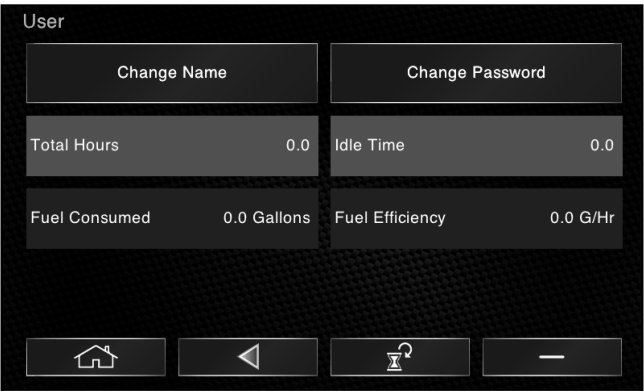 User
Change Name Change Password
Total Hours 0.0 Idle Time 0.0
Fuel Consumed 0.0 Gallons Fuel Efficiency 0.0 G/Hr